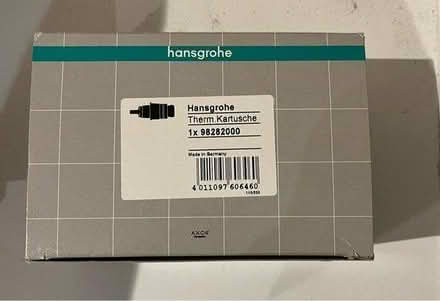 hansgrohe
Hansgrohe
Therm.Kartusche
1x 98282000
Made in Germany
4 011097 606460
AXOR